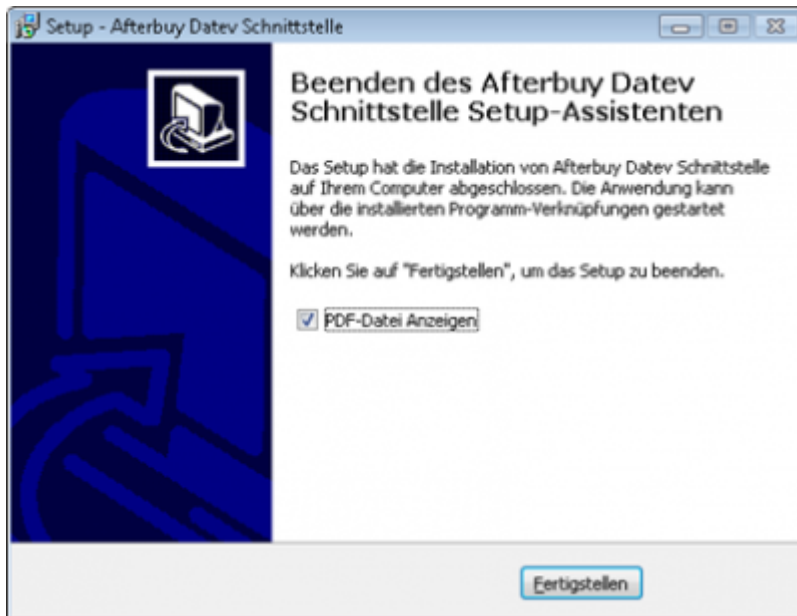 Setup - Afterbuy Datev Schnittstelle
Beenden des Afterbuy Datev
Schnittstelle Setup-Assistenten
Das Setup hat die Installation von Afterbuy Datev Schnittstelle
auf Ihrem Computer abgeschlossen. Die Anwendung kann
über die installierten Programm-Verknüpfungen gestartet
werden.
Klicken Sie auf "Fertigstellen", um das Setup zu beenden.
PDF-Datei Anzeigen
Fertigstellen